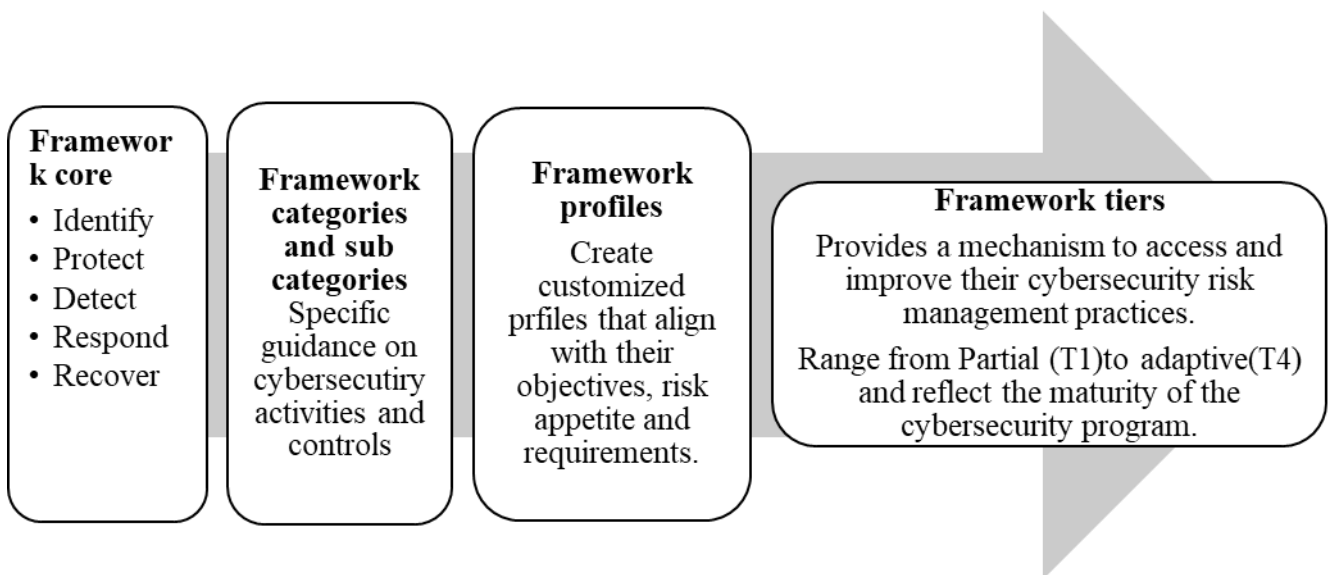 Framewor
k core
• Identify
• Protect
• Detect
• Respond
• Recover
Framework
categories
and sub
categories
Specific
guidance on
cybersecutiry
activities and
controls
Framework
profiles
Create
customized
prfiles that align
with their
objectives, risk
appetite and
requirements.
Framework tiers
Provides a mechanism to access and
improve their cybersecurity risk
management practices.
Range from Partial (T1)to adaptive(T4)
and reflect the maturity of the
cybersecurity program.